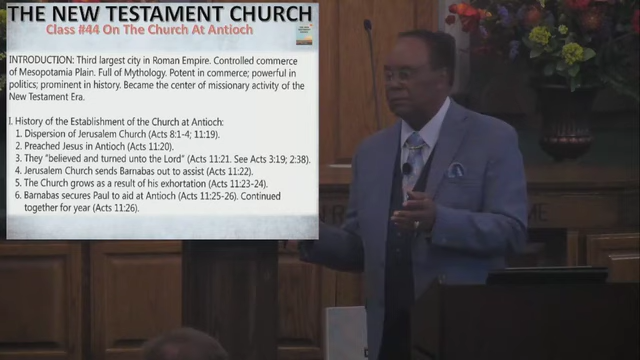 THE NEW TESTAMENT CHURCH
Class #44 On The Church At Antioch
INTRODUCTION: Third largest city in Roman Empire. Controlled commerce
of Mesopotamia Plain. Full of Mythology. Potent in commerce; powerful in
politics; prominent in history. Became the center of missionary activity of the
New Testament Era.
I. History of the Establishment of the Church at Antioch:
1. Dispersion of Jerusalem Church (Acts 8:1-4; 11:19).
2. Preached Jesus in Antioch (Acts 11:20).
3. They "believed and turned unto the Lord" (Acts 11:21. See Acts 3:19; 2:38).
4. Jerusalem Church sends Barnabas out to assist (Acts 11:22).
5. The Church grows as a result of his exhortation (Acts 11:23-24).
6. Barnabas secures Paul to aid at Antioch (Acts 11:25-26). Continued
together for year (Acts 11:26).